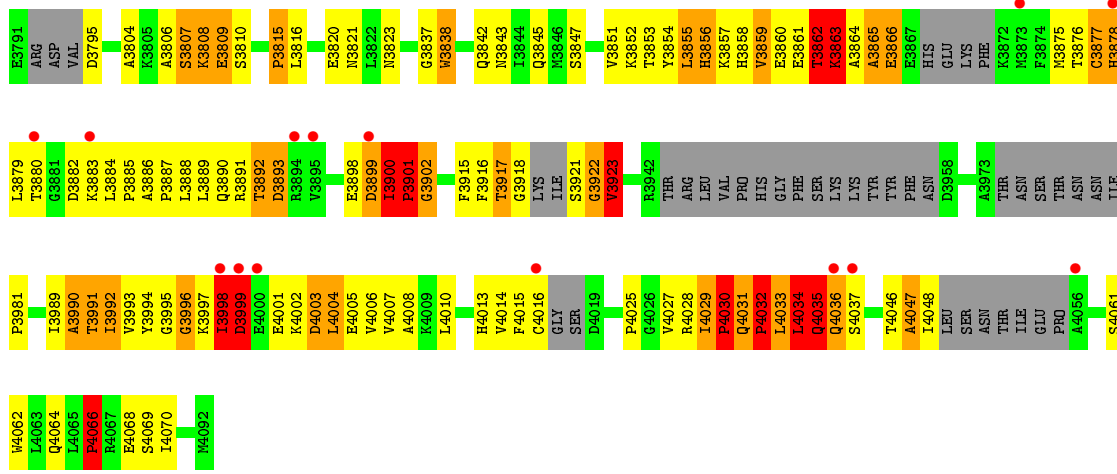 E3791 ARG ASP VAL D3795 A3804 K3805 A3806 S3807 K3808 E3809 S3810 P3815 L3816 E3820 N3821 L3822 N3823 G3837 W3838 Q3842 N3843 I3844 Q3845 M3846 S3847 V3851 K3852 T3853 Y3854 L3855 H3856 K3857 H3858 V3859 E3860 E3861 T3862 K3863 A3864 A3865 E3866 E3867 HIS GLU LYS PHE K3872 M3873 F3874 M3875 T3876 C3877 H3878
L3879 T3880 G3881 D3882 K3883 L3884 P3885 A3886 P3887 L3888 L3889 Q3890 R3891 T3892 D3893 R3894 V3895 E3898 D3899 I3900 P3901 G3902 F3915 F3916 T3917 G3918 LYS ILE S3921 G3922 V3923 R3942 THR ARG LEU VAL PRO HIS GLY PHE SER LYS LYS TYR TYR PHE ASN D3958 A3973 THR ASN SER THR ASN ASN ILE
P3981 I3989 A3990 T3991 I3992 V3993 Y3994 G3995 G3996 K3997 I3998 D3999 E4000 E4001 K4002 D4003 L4004 E4005 V4006 V4007 A4008 K4009 L4010 H4013 V4014 F4015 C4016 GLY SER D4019 P4025 G4026 V4027 R4028 I4029 P4030 Q4031 P4032 L4033 L4034 Q4035 Q4036 S4037 T4046 A4047 I4048 LEU SER ASN THR ILE GLU PRO A4056 S4061
W4062 L4063 Q4064 L4065 P4066 R4067 E4068 S4069 I4070 M4092